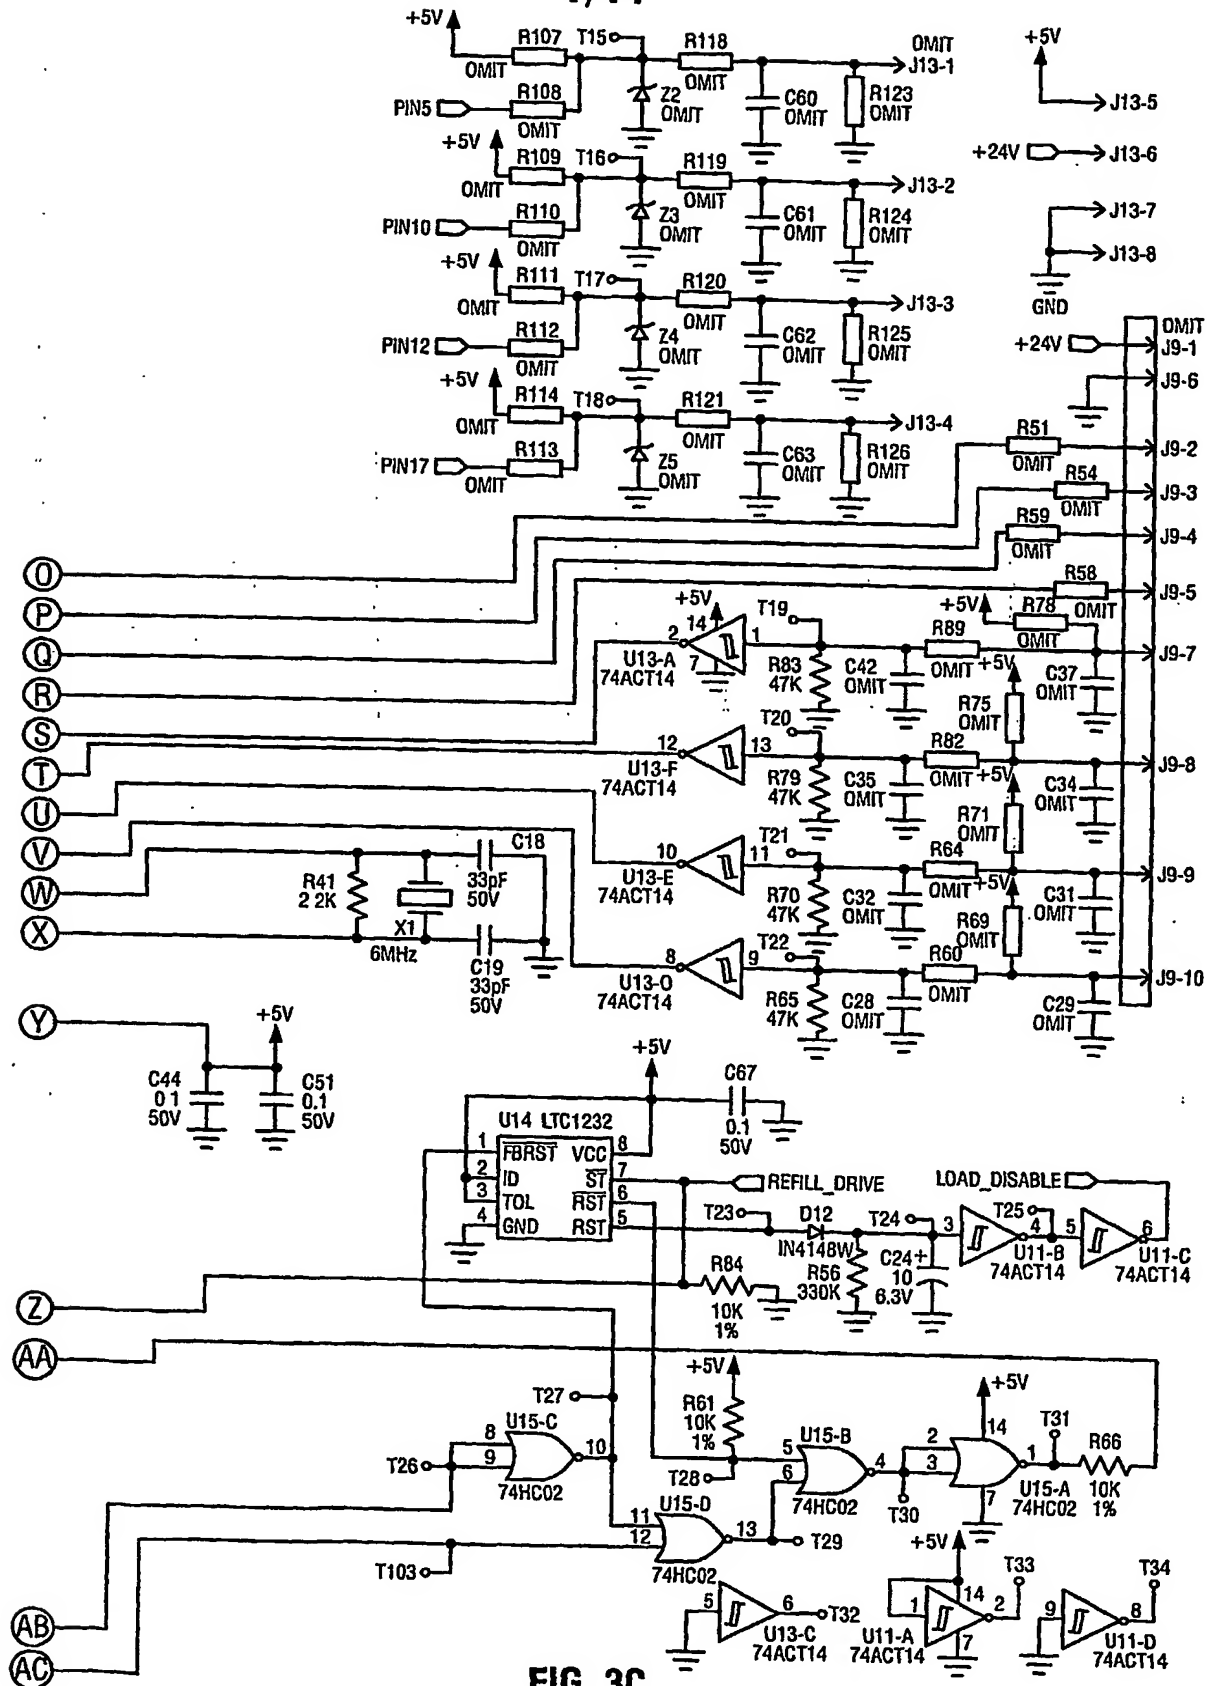 +5V
R107
OMIT
T15
R118
OMIT
OMIT
J13-1
+5V
R108
OMIT
PIN5
Z2
OMIT
C60
OMIT
R123
OMIT
J13-5
+5V
R109
OMIT
T16
R119
OMIT
J13-2
+24V
J13-6
R110
OMIT
PIN10
Z3
OMIT
C61
OMIT
R124
OMIT
J13-7
J13-8
GND
+5V
R111
OMIT
T17
R120
OMIT
J13-3
R112
OMIT
PIN12
Z4
OMIT
C62
OMIT
R125
OMIT
+24V
OMIT
J9-1
J9-6
+5V
R114
OMIT
T18
R121
OMIT
J13-4
R113
PIN17
OMIT
Z5
OMIT
C63
OMIT
R126
OMIT
R51
OMIT
J9-2
R54
OMIT
J9-3
R59
OMIT
J9-4
R58
OMIT
J9-5
O
P
Q
R
S
T
U
V
W
X
Y
+5V
14
2
1
7
U13-A
74ACT14
T19
R83
47K
C42
OMIT
R89
OMIT
+5V
R78
OMIT
J9-7
C37
OMIT
+5V
R75
OMIT
12
13
U13-F
74ACT14
T20
R79
47K
C35
OMIT
R82
OMIT
J9-8
C34
OMIT
+5V
R71
OMIT
10
11
U13-E
74ACT14
T21
R70
47K
C32
OMIT
R64
OMIT
J9-9
C31
OMIT
+5V
R69
OMIT
8
9
U13-O
74ACT14
T22
R65
47K
C28
OMIT
R60
OMIT
J9-10
C29
OMIT
R41
2 2K
X1
6MHz
C18
33pF
50V
C19
33pF
50V
+5V
C44
0 1
50V
C51
0.1
50V
+5V
C67
0.1
50V
U14 LTC1232
1 FBRST VCC 8
2 ID ST 7
3 TOL RST 6
4 GND RST 5
REFILL_DRIVE
LOAD_DISABLE
T23
D12
IN4148W
T24
R56
330K
C24 +
10
6.3V
3
4
U11-B
74ACT14
T25
5
6
U11-C
74ACT14
R84
10K
1%
Z
AA
+5V
R61
10K
1%
T28
T27
T26
8
9
10
U15-C
74HC02
11
12
13
U15-D
74HC02
T29
T103
5
6
4
U15-B
74HC02
T30
+5V
14
2
3
1
7
U15-A
74HC02
T31
R66
10K
1%
AB
AC
5
6
T32
U13-C
74ACT14
+5V
1
14
2
7
U11-A
74ACT14
T33
9
8
U11-D
74ACT14
T34
FIG. 3C